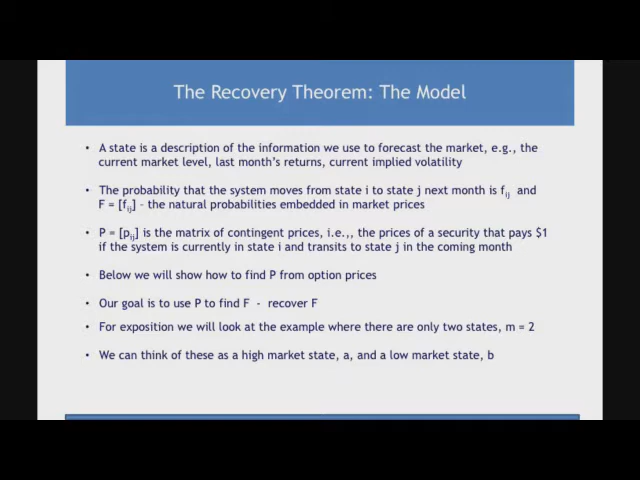 The Recovery Theorem: The Model
• A state is a description of the information we use to forecast the market, e.g., the
current market level, last month's returns, current implied volatility
• The probability that the system moves from state i to state j next month is fij and
F = [fij] – the natural probabilities embedded in market prices
• P = [pij] is the matrix of contingent prices, i.e.,, the prices of a security that pays $1
if the system is currently in state i and transits to state j in the coming month
• Below we will show how to find P from option prices
• Our goal is to use P to find F - recover F
• For exposition we will look at the example where there are only two states, m = 2
• We can think of these as a high market state, a, and a low market state, b